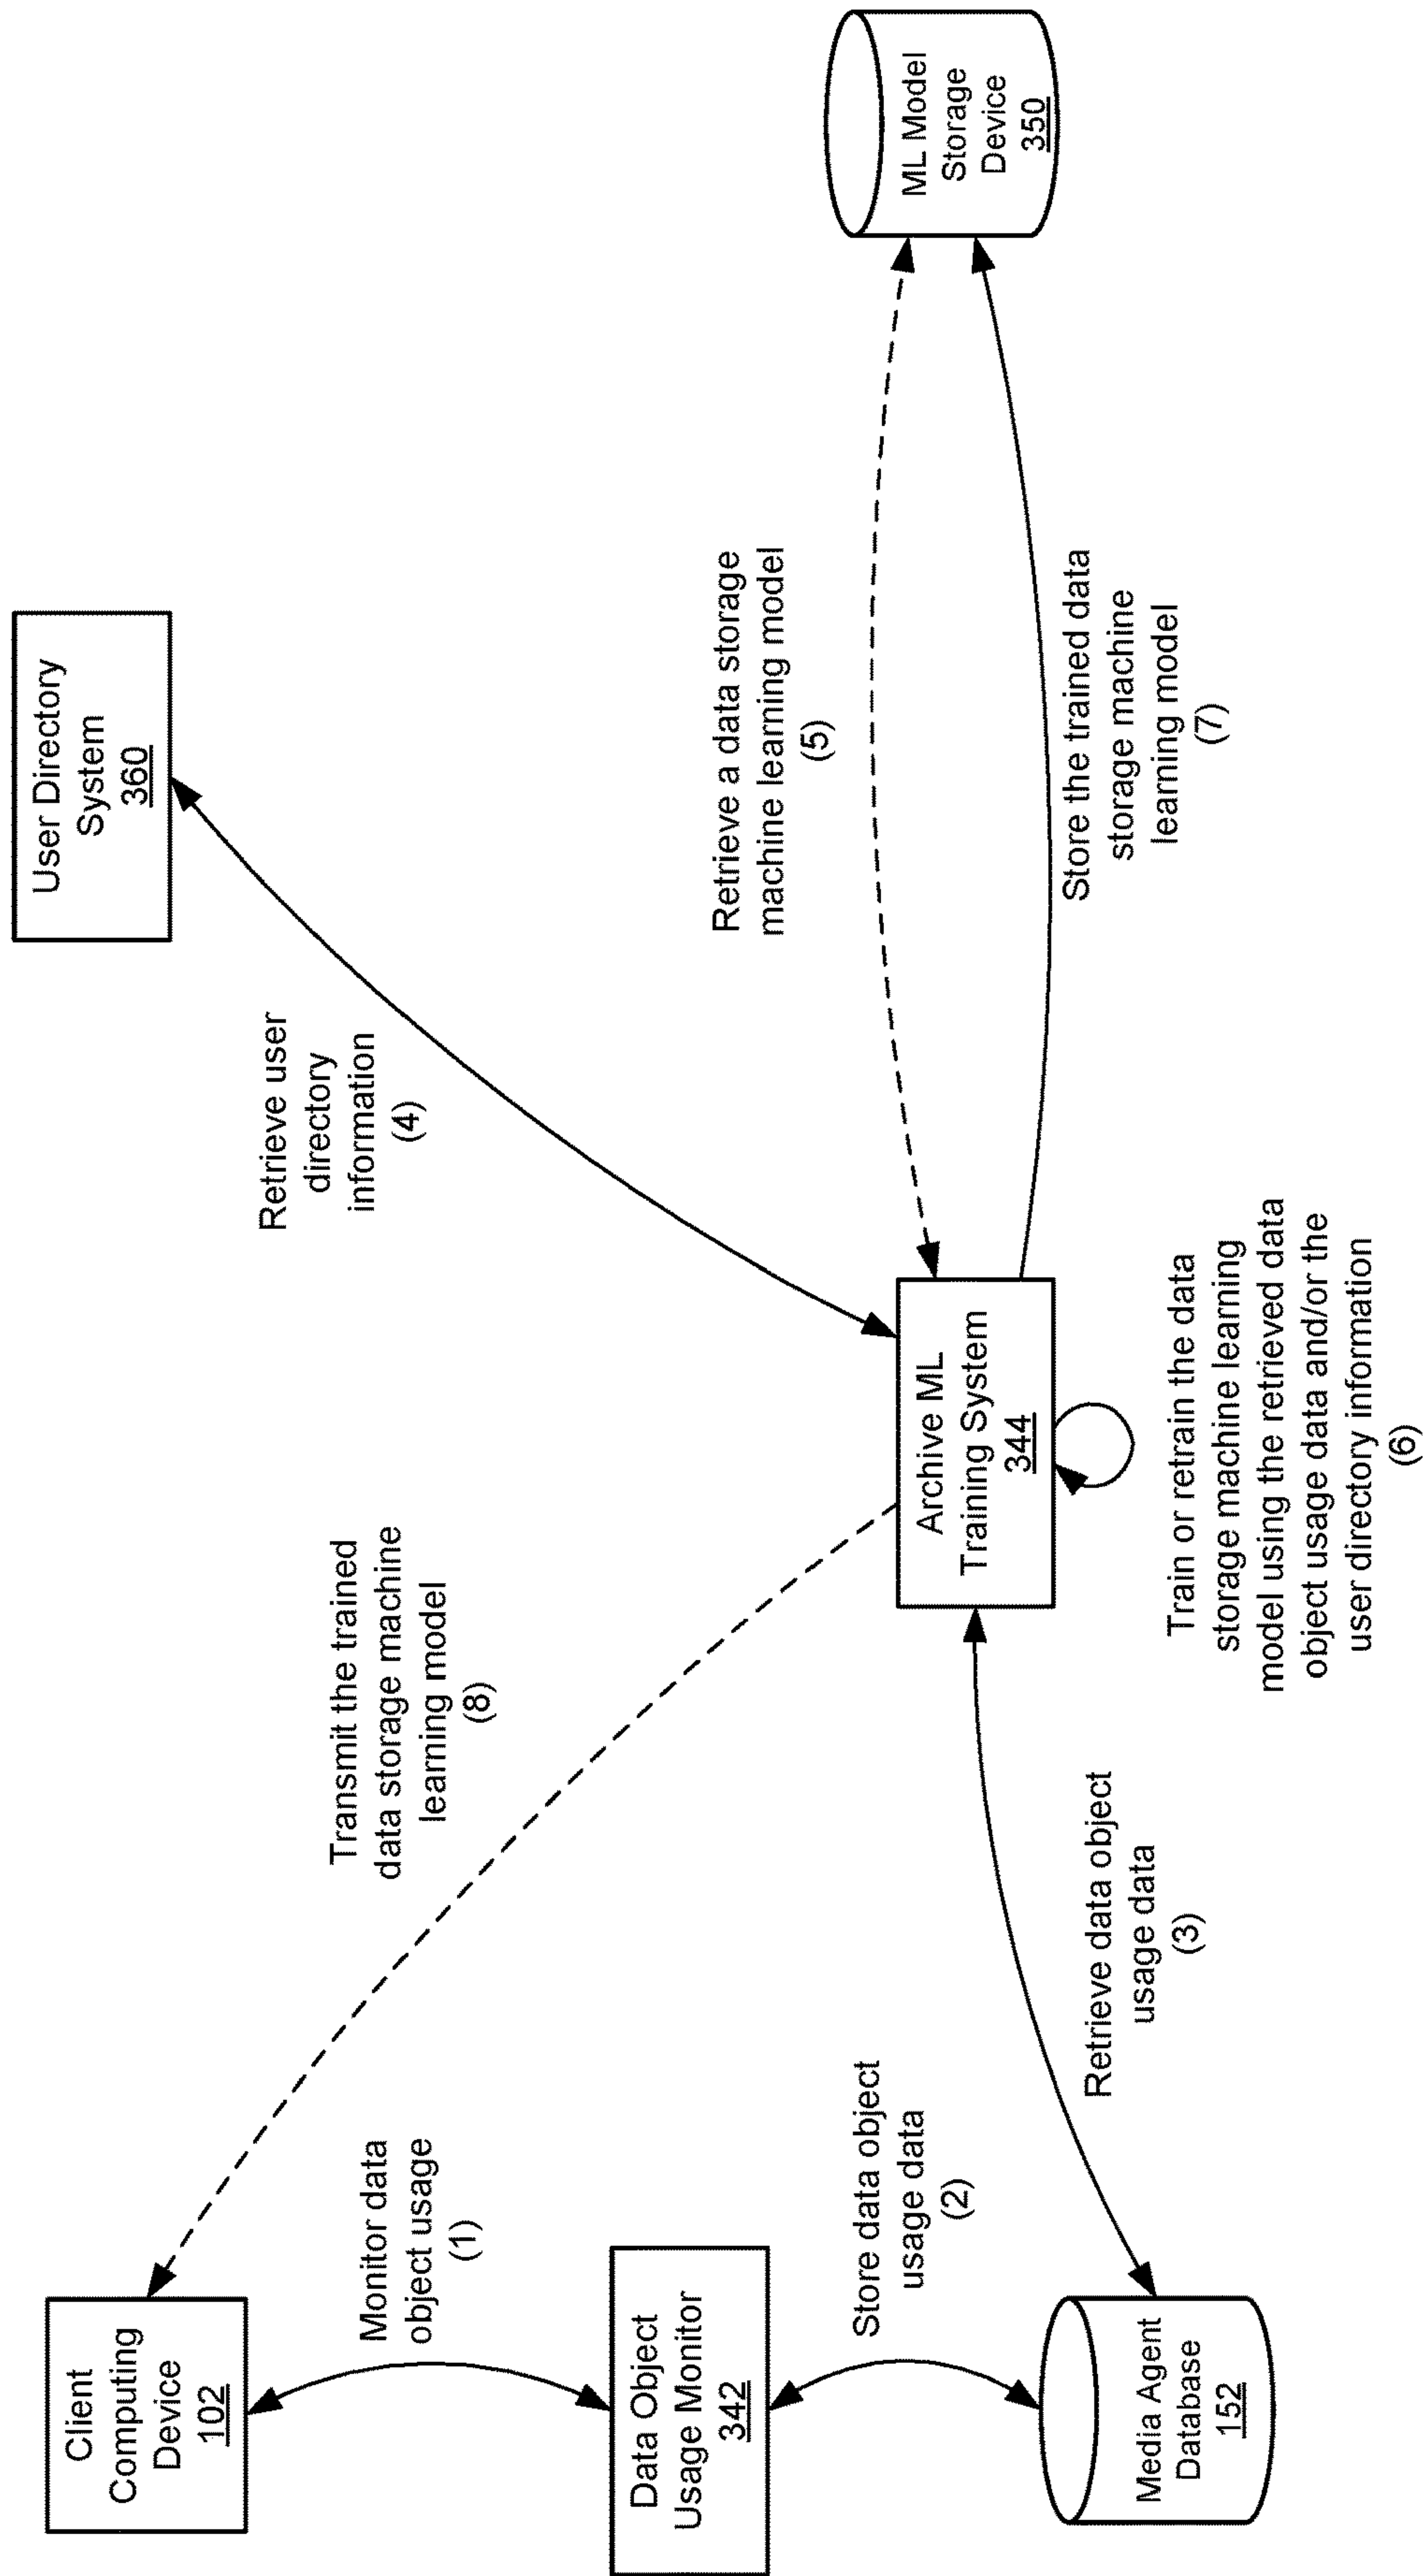 Client
Computing
Device
102
Monitor data
object usage
(1)
Data Object
Usage Monitor
342
Store data object
usage data
(2)
Media Agent
Database
152
Retrieve data object
usage data
(3)
Transmit the trained
data storage machine
learning model
(8)
Archive ML
Training System
344
Train or retrain the data
storage machine learning
model using the retrieved data
object usage data and/or the
user directory information
(6)
Retrieve user
directory
information
(4)
User Directory
System
360
Retrieve a data storage
machine learning model
(5)
Store the trained data
storage machine
learning model
(7)
ML Model
Storage
Device
350